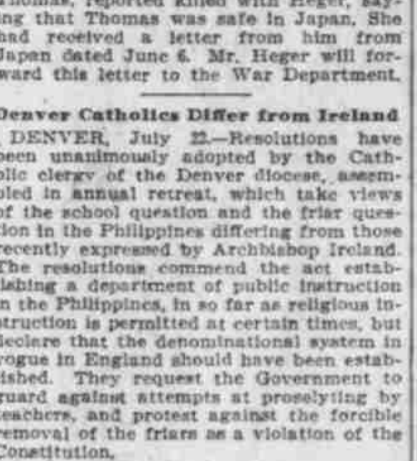 Thomas, reported killed with Heger, say-
ing that Thomas was safe in Japan. She
had received a letter from him from
Japan dated June 6. Mr. Heger will for-
ward this letter to the War Department.
Denver Catholics Differ from Ireland
DENVER, July 22.—Resolutions have
been unanimously adopted by the Cath-
olic clergy of the Denver diocese, assem-
bled in annual retreat, which take views
of the school question and the friar ques-
tion in the Philippines differing from those
recently expressed by Archbishop Ireland.
The resolutions commend the act estab-
lishing a department of public instruction
in the Philippines, in so far as religious in-
struction is permitted at certain times, but
declare that the denominational system in
vogue in England should have been estab-
lished. They request the Government to
guard against attempts at proselyting by
teachers, and protest against the forcible
removal of the friars as a violation of the
Constitution.